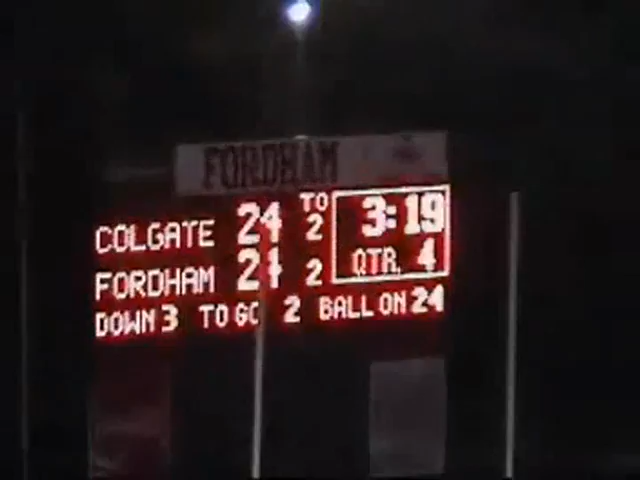 FORDHAM
TO
COLGATE 24 2 3:19
FORDHAM 21 2 QTR. 4
DOWN 3 TO GO 2 BALL ON 24